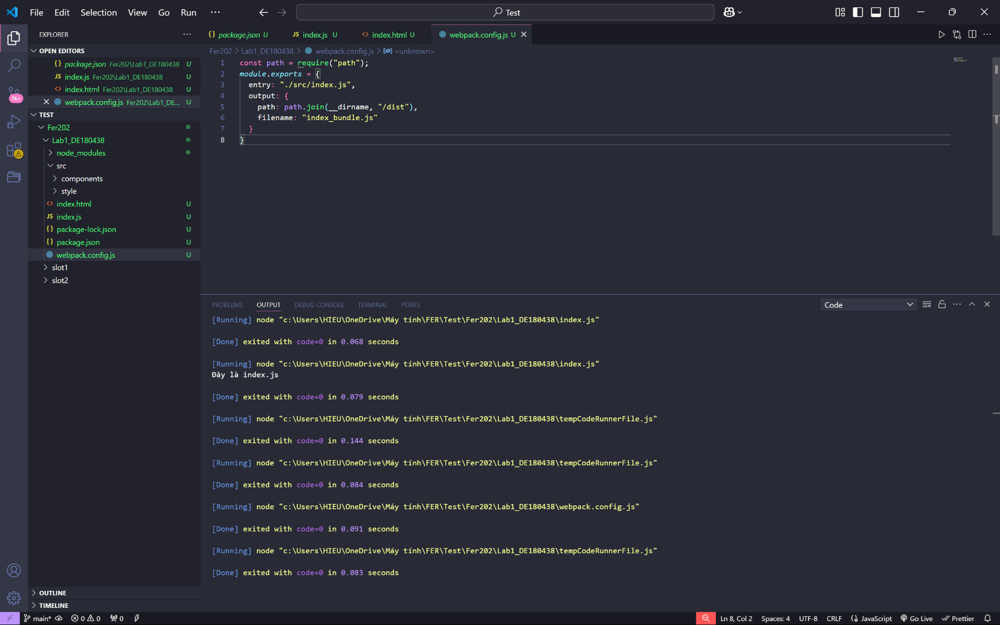 File Edit Selection View Go Run ··· Test
EXPLORER ···
OPEN EDITORS
{} package.json Fer202\Lab1_DE180438 U
JS index.js Fer202\Lab1_DE180438 U
<> index.html Fer202\Lab1_DE180438 U
webpack.config.js Fer202\Lab1_DE... U
7K+
TEST
Fer202
Lab1_DE180438
node_modules
src
components
style
<> index.html U
JS index.js U
{} package-lock.json U
{} package.json U
webpack.config.js U
slot1
slot2
OUTLINE
TIMELINE
{} package.json U JS index.js U <> index.html U webpack.config.js U
Fer202 > Lab1_DE180438 > webpack.config.js > <unknown>
1 const path = require("path");
2 module.exports = {
3 entry: "./src/index.js",
4 output: {
5 path: path.join(__dirname, "/dist"),
6 filename: "index_bundle.js"
7 }
8 }
PROBLEMS OUTPUT DEBUG CONSOLE TERMINAL PORTS Code
[Running] node "c:\Users\HIEU\OneDrive\Máy tính\FER\Test\Fer202\Lab1_DE180438\index.js"
[Done] exited with code=0 in 0.068 seconds
[Running] node "c:\Users\HIEU\OneDrive\Máy tính\FER\Test\Fer202\Lab1_DE180438\index.js"
Đây là index.js
[Done] exited with code=0 in 0.079 seconds
[Running] node "c:\Users\HIEU\OneDrive\Máy tính\FER\Test\Fer202\Lab1_DE180438\tempCodeRunnerFile.js"
[Done] exited with code=0 in 0.144 seconds
[Running] node "c:\Users\HIEU\OneDrive\Máy tính\FER\Test\Fer202\Lab1_DE180438\tempCodeRunnerFile.js"
[Done] exited with code=0 in 0.084 seconds
[Running] node "c:\Users\HIEU\OneDrive\Máy tính\FER\Test\Fer202\Lab1_DE180438\webpack.config.js"
[Done] exited with code=0 in 0.091 seconds
[Running] node "c:\Users\HIEU\OneDrive\Máy tính\FER\Test\Fer202\Lab1_DE180438\tempCodeRunnerFile.js"
[Done] exited with code=0 in 0.083 seconds
main* 0 0 0 Ln 8, Col 2 Spaces: 4 UTF-8 CRLF JavaScript Go Live Prettier